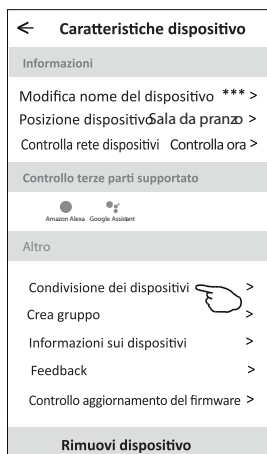 ← Caratteristiche dispositivo
Informazioni
Modifica nome del dispositivo *** >
Posizione dispositivo Sala da pranzo >
Controlla rete dispositivi Controlla ora >
Controllo terze parti supportato
Amazon Alexa Google Assistant
Altro
Condivisione dei dispositivi >
Crea gruppo >
Informazioni sui dispositivi >
Feedback >
Controllo aggiornamento del firmware >
Rimuovi dispositivo